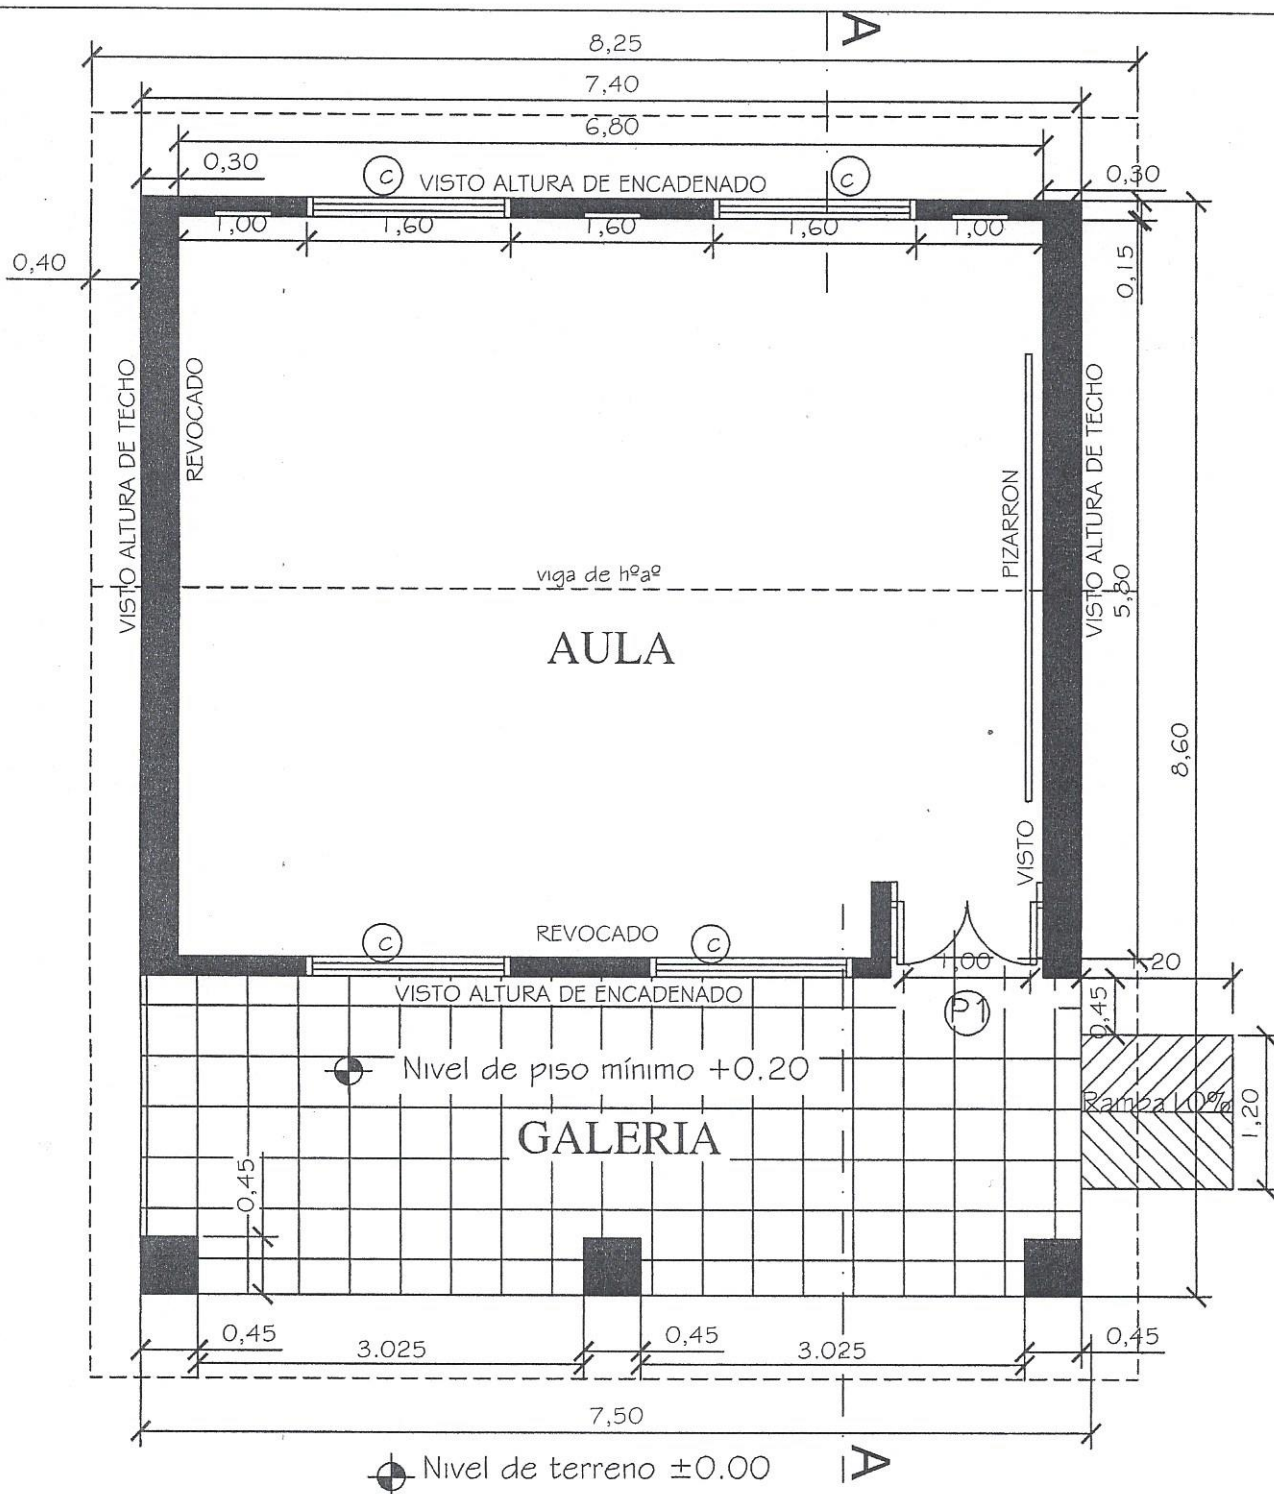 A
8,25
7,40
6,80
0,30
c
VISTO ALTURA DE ENCADENADO
c
0,30
1,00
1,60
1,60
1,60
1,00
0,40
0,15
VISTO ALTURA DE TECHO
REVOCADO
PIZARRON
VISTO ALTURA DE TECHO
viga de hºaº
5,80
AULA
8,60
VISTO
REVOCADO
c
c
1,00
,20
VISTO ALTURA DE ENCADENADO
P1
0,45
Nivel de piso mínimo +0.20
Rampa 10%
1,20
GALERIA
0,45
0,45
3.025
0,45
3.025
0,45
7,50
Nivel de terreno ±0.00
A